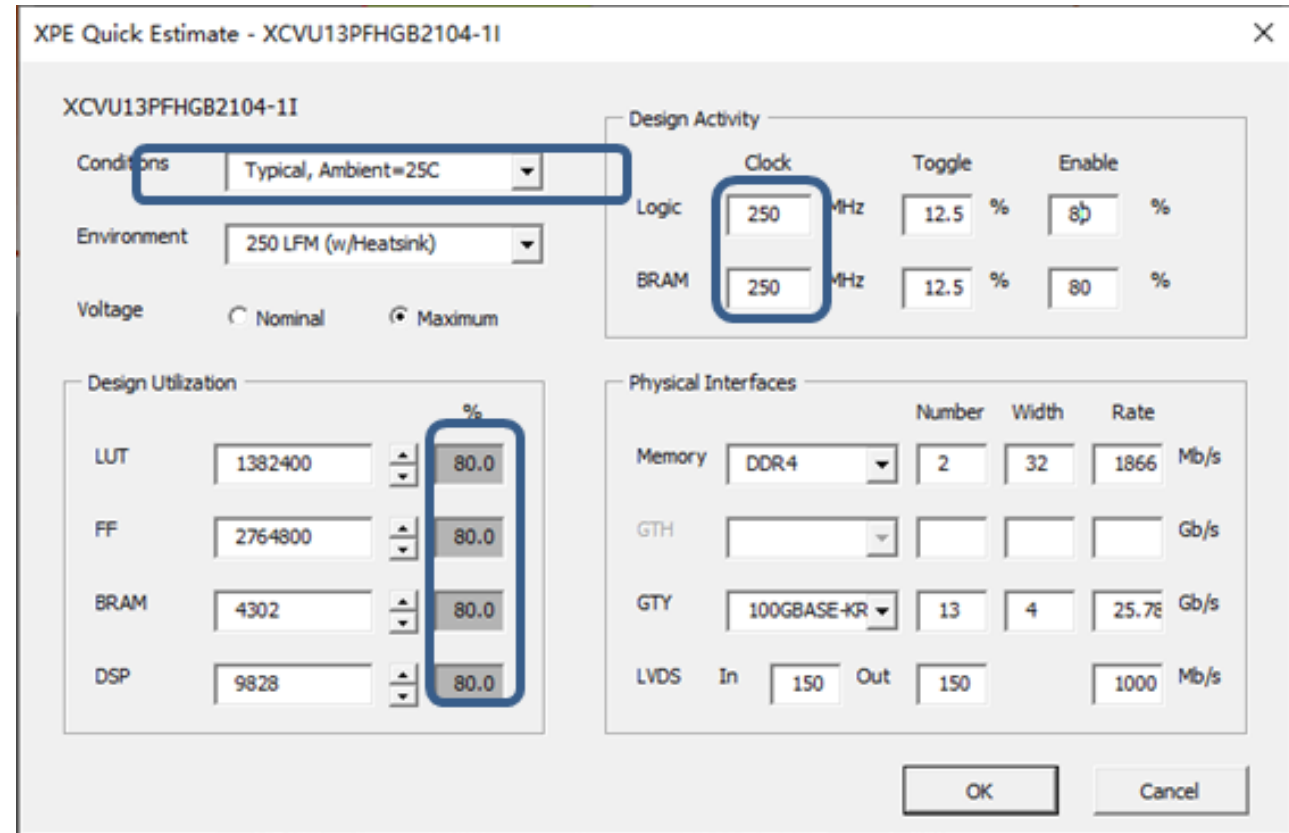 XPE Quick Estimate - XCVU13PFHGB2104-1I
XCVU13PFHGB2104-1I
Conditions Typical, Ambient=25C
Environment 250 LFM (w/Heatsink)
Voltage Nominal Maximum
Design Activity
Clock Toggle Enable
Logic 250 MHz 12.5 % 80 %
BRAM 250 MHz 12.5 % 80 %
Design Utilization
%
LUT 1382400 80.0
FF 2764800 80.0
BRAM 4302 80.0
DSP 9828 80.0
Physical Interfaces
Number Width Rate
Memory DDR4 2 32 1866 Mb/s
GTH Gb/s
GTY 100GBASE-KR 13 4 25.78 Gb/s
LVDS In 150 Out 150 1000 Mb/s
OK Cancel